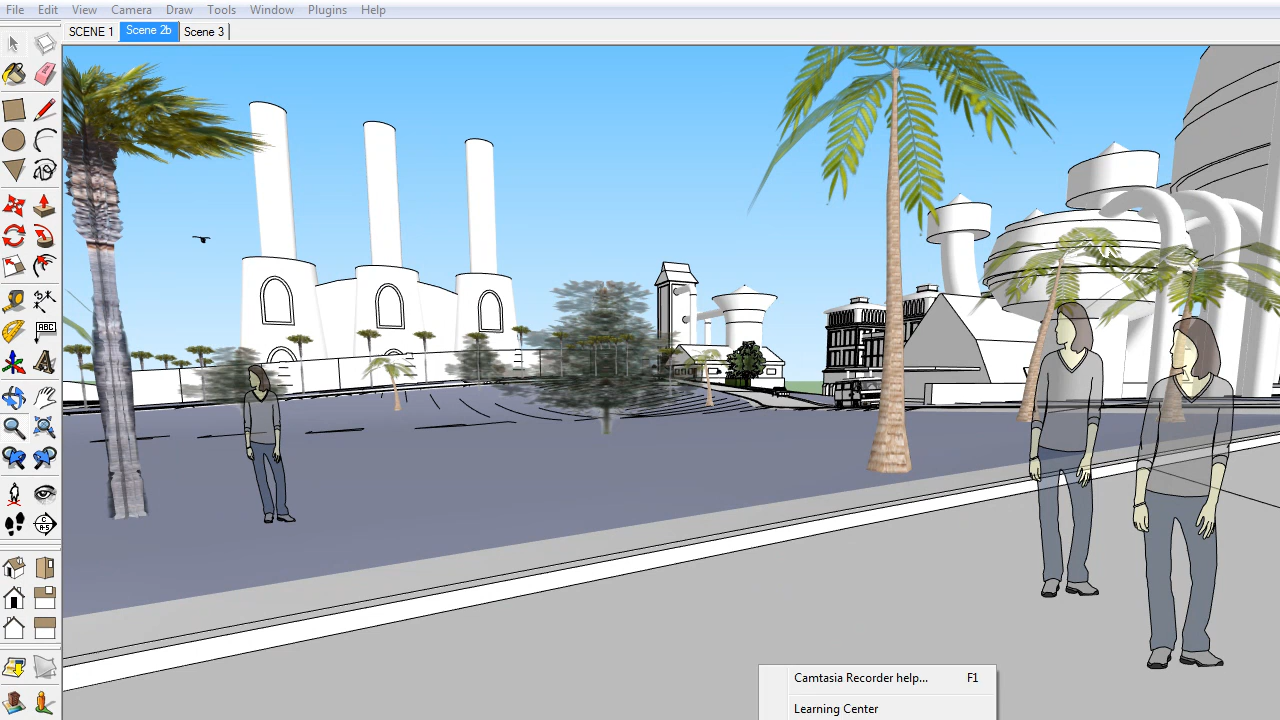 File Edit View Camera Draw Tools Window Plugins Help
SCENE 1 Scene 2b Scene 3
ABC
A
Camtasia Recorder help... F1
Learning Center